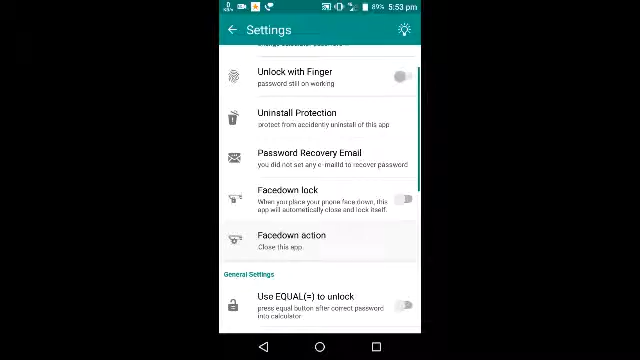 89% 5:53 pm
Settings
Unlock with Finger
password still on working
Uninstall Protection
protect from accidently uninstall of this app
Password Recovery Email
you did not set any e-mailId to recover password
Facedown lock
When you place your phone face down, this
app will automatically close and lock itself.
Facedown action
Close this app.
General Settings
Use EQUAL(=) to unlock
press equal button after correct password
into calculator